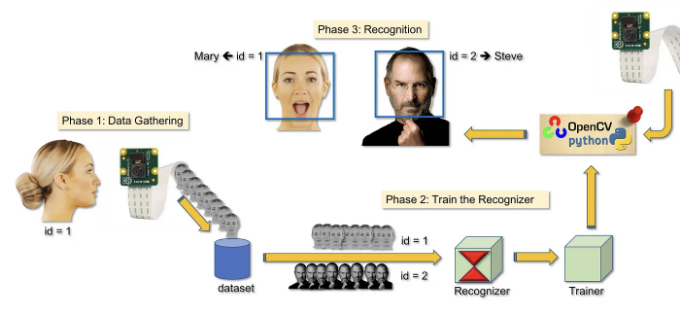 Phase 3: Recognition
Mary 🡸 id = 1
id = 2 🡺 Steve
OpenCV
python
Phase 1: Data Gathering
id = 1
Phase 2: Train the Recognizer
id = 1
id = 2
dataset
Recognizer
Trainer